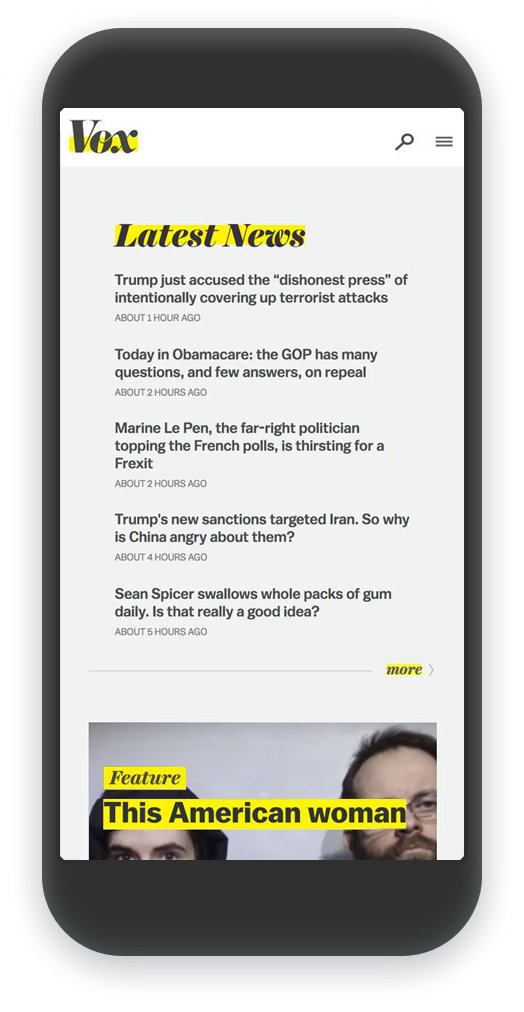 Vox
Latest News
Trump just accused the “dishonest press” of
intentionally covering up terrorist attacks
ABOUT 1 HOUR AGO
Today in Obamacare: the GOP has many
questions, and few answers, on repeal
ABOUT 2 HOURS AGO
Marine Le Pen, the far-right politician
topping the French polls, is thirsting for a
Frexit
ABOUT 2 HOURS AGO
Trump's new sanctions targeted Iran. So why
is China angry about them?
ABOUT 4 HOURS AGO
Sean Spicer swallows whole packs of gum
daily. Is that really a good idea?
ABOUT 5 HOURS AGO
more
Feature
This American woman